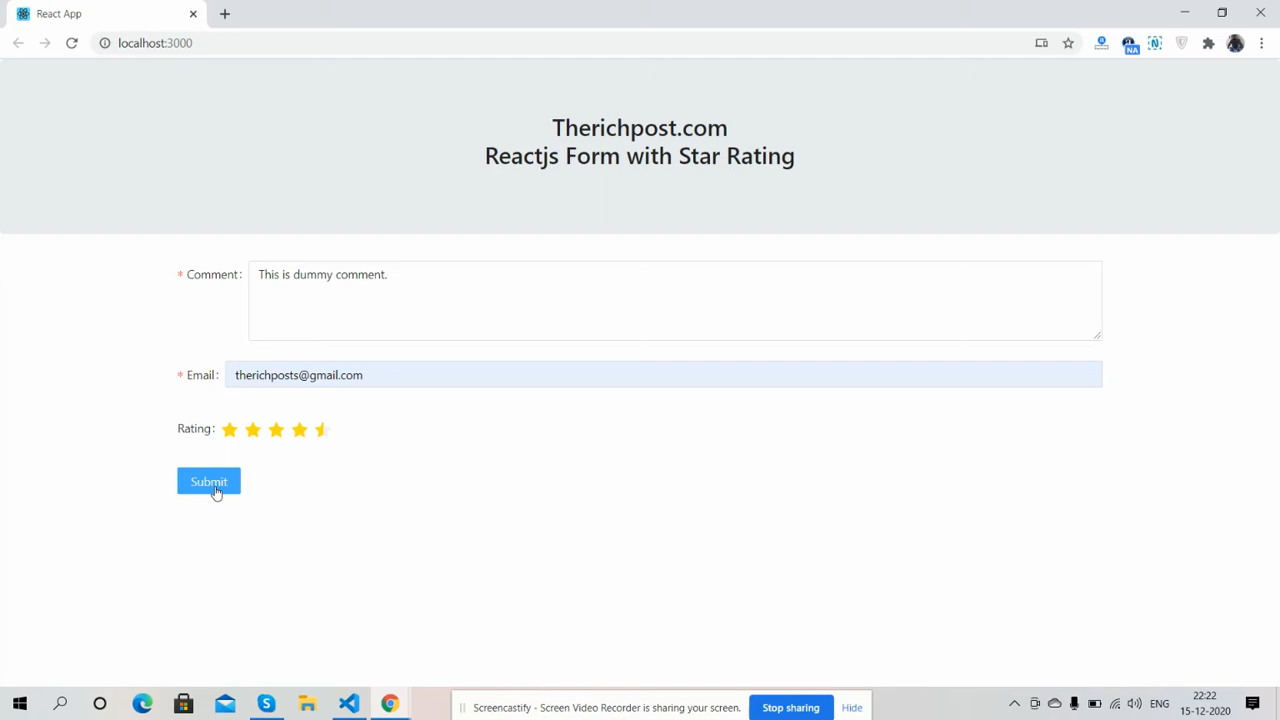 React App
localhost:3000
NA
N
Therichpost.com
Reactjs Form with Star Rating
* Comment:
This is dummy comment.
* Email:
therichposts@gmail.com
Rating:
Submit
Screencastify - Screen Video Recorder is sharing your screen.
Stop sharing
Hide
ENG
22:22
15-12-2020